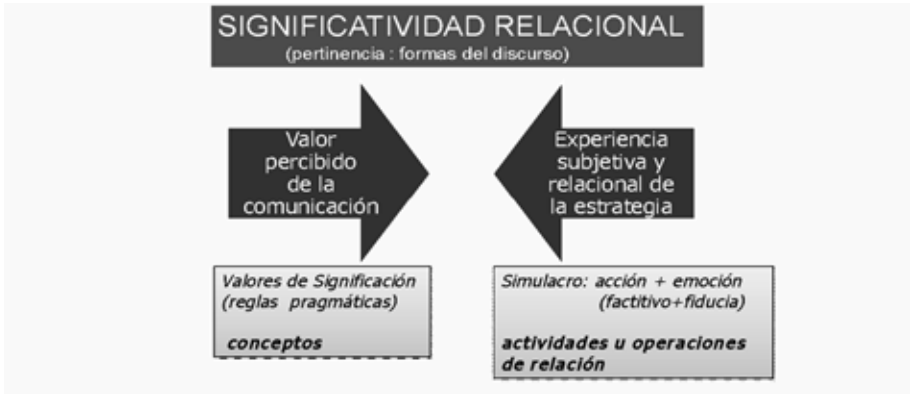 SIGNIFICATIVIDAD RELACIONAL
(pertinencia : formas del discurso)
Valor
percibido
de la
comunicación
Experiencia
subjetiva y
relacional de
la estrategia
Valores de Significación
(reglas pragmáticas)
conceptos
Simulacro: acción + emoción
(factitivo+fiducia)
actividades u operaciones
de relación